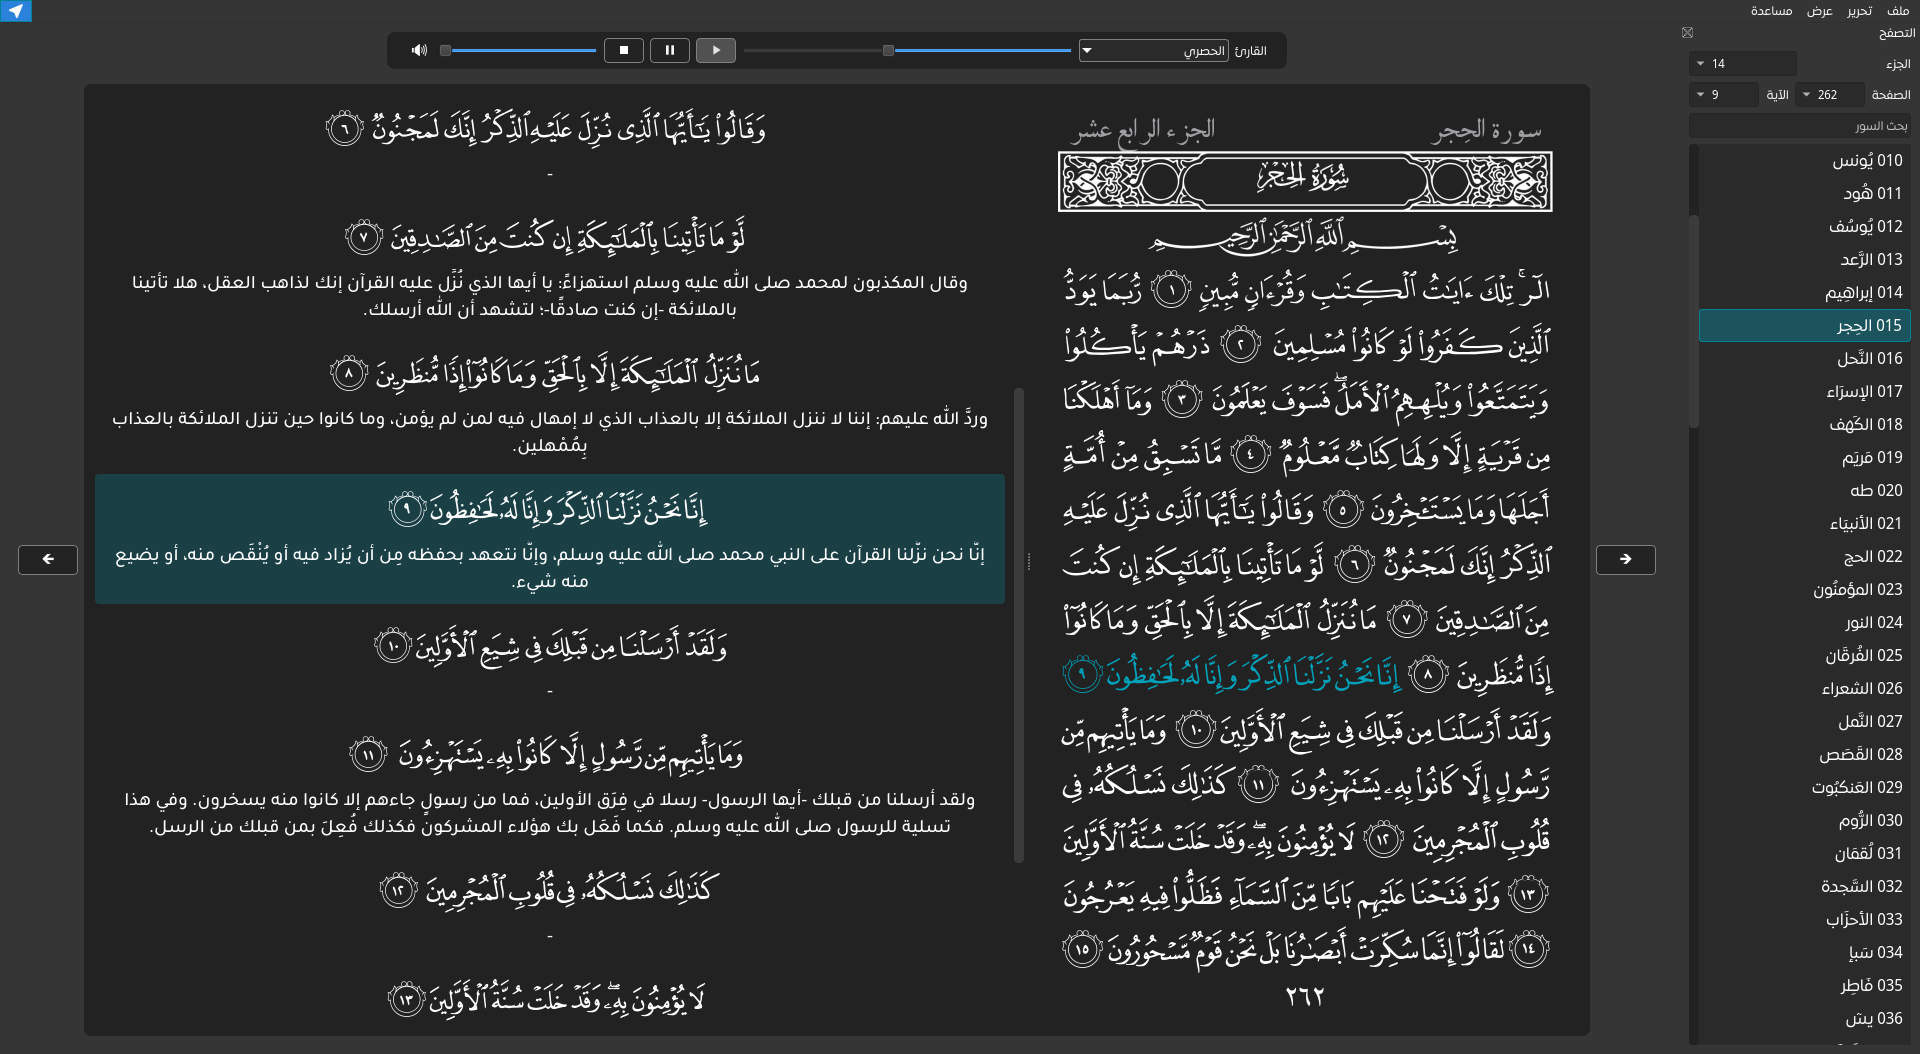 ملف تحرير عرض مساعدة
التصفح
الجزء 14
الصفحة 262 الآية 9
بحث السور
010 يُونس
011 هُود
012 يُوسُف
013 الرَّعد
014 إبراهِيم
015 الحِجر
016 النَّحل
017 الإسرَاء
018 الكَهف
019 مَريَم
020 طه
021 الأنبيَاء
022 الحج
023 المؤمنُون
024 النور
025 الفُرقَان
026 الشعراء
027 النَّمل
028 القَصَص
029 العَنكبُوت
030 الرُّوم
031 لُقمَان
032 السَّجدة
033 الأحزَاب
034 سَبإ
035 فَاطِر
036 يسٓ
القارئ الحصري
سورة الحِجر الجزء الرابع عشر
سُورَةُ الحِجْرِ
بِسْمِ ٱللَّهِ ٱلرَّحْمَٰنِ ٱلرَّحِيمِ
الٓرۚ تِلْكَ ءَايَٰتُ ٱلْكِتَٰبِ وَقُرْءَانٍ مُّبِينٍ ١ رُّبَمَا يَوَدُّ
ٱلَّذِينَ كَفَرُوا۟ لَوْ كَانُوا۟ مُسْلِمِينَ ٢ ذَرْهُمْ يَأْكُلُوا۟
وَيَتَمَتَّعُوا۟ وَيُلْهِهِمُ ٱلْأَمَلُۖ فَسَوْفَ يَعْلَمُونَ ٣ وَمَآ أَهْلَكْنَا
مِن قَرْيَةٍ إِلَّا وَلَهَا كِتَابٌ مَّعْلُومٌ ٤ مَّا تَسْبِقُ مِنْ أُمَّةٍ
أَجَلَهَا وَمَا يَسْتَـْٔخِرُونَ ٥ وَقَالُوا۟ يَٰٓأَيُّهَا ٱلَّذِى نُزِّلَ عَلَيْهِ
ٱلذِّكْرُ إِنَّكَ لَمَجْنُونٌ ٦ لَّوْ مَا تَأْتِينَا بِٱلْمَلَٰٓئِكَةِ إِن كُنتَ
مِنَ ٱلصَّٰدِقِينَ ٧ مَا نُنَزِّلُ ٱلْمَلَٰٓئِكَةَ إِلَّا بِٱلْحَقِّ وَمَا كَانُوٓا۟
إِذًا مُّنظَرِينَ ٨ إِنَّا نَحْنُ نَزَّلْنَا ٱلذِّكْرَ وَإِنَّا لَهُۥ لَحَٰفِظُونَ ٩
وَلَقَدْ أَرْسَلْنَا مِن قَبْلِكَ فِى شِيَعِ ٱلْأَوَّلِينَ ١٠ وَمَا يَأْتِيهِم مِّن
رَّسُولٍ إِلَّا كَانُوا۟ بِهِۦ يَسْتَهْزِءُونَ ١١ كَذَٰلِكَ نَسْلُكُهُۥ فِى
قُلُوبِ ٱلْمُجْرِمِينَ ١٢ لَا يُؤْمِنُونَ بِهِۦۖ وَقَدْ خَلَتْ سُنَّةُ ٱلْأَوَّلِينَ
١٣ وَلَوْ فَتَحْنَا عَلَيْهِم بَابًا مِّنَ ٱلسَّمَآءِ فَظَلُّوا۟ فِيهِ يَعْرُجُونَ
١٤ لَقَالُوٓا۟ إِنَّمَا سُكِّرَتْ أَبْصَٰرُنَا بَلْ نَحْنُ قَوْمٌ مَّسْحُورُونَ ١٥
٢٦٢
وَقَالُوا۟ يَٰٓأَيُّهَا ٱلَّذِى نُزِّلَ عَلَيْهِ ٱلذِّكْرُ إِنَّكَ لَمَجْنُونٌ ٦
-
لَّوْ مَا تَأْتِينَا بِٱلْمَلَٰٓئِكَةِ إِن كُنتَ مِنَ ٱلصَّٰدِقِينَ ٧
وقال المكذبون لمحمد صلى الله عليه وسلم استهزاءً: يا أيها الذي نُزِّل عليه القرآن إنك لذاهب العقل، هلا تأتينا
بالملائكة -إن كنت صادقًا-؛ لتشهد أن الله أرسلك.
مَا نُنَزِّلُ ٱلْمَلَٰٓئِكَةَ إِلَّا بِٱلْحَقِّ وَمَا كَانُوٓا۟ إِذًا مُّنظَرِينَ ٨
وردَّ الله عليهم: إننا لا ننزل الملائكة إلا بالعذاب الذي لا إمهال فيه لمن لم يؤمن، وما كانوا حين تنزل الملائكة بالعذاب
بِمُمْهلين.
إِنَّا نَحْنُ نَزَّلْنَا ٱلذِّكْرَ وَإِنَّا لَهُۥ لَحَٰفِظُونَ ٩
إنَّا نحن نزَّلنا القرآن على النبي محمد صلى الله عليه وسلم، وإنَّا نتعهد بحفظه مِن أن يُزاد فيه أو يُنْقَص منه، أو يضيع
منه شيء.
وَلَقَدْ أَرْسَلْنَا مِن قَبْلِكَ فِى شِيَعِ ٱلْأَوَّلِينَ ١٠
-
وَمَا يَأْتِيهِم مِّن رَّسُولٍ إِلَّا كَانُوا۟ بِهِۦ يَسْتَهْزِءُونَ ١١
ولقد أرسلنا من قبلك -أيها الرسول- رسلا في فِرَق الأولين، فما من رسولٍ جاءهم إلا كانوا منه يسخرون. وفي هذا
تسلية للرسول صلى الله عليه وسلم. فكما فَعَل بك هؤلاء المشركون فكذلك فُعِلَ بمن قبلك من الرسل.
كَذَٰلِكَ نَسْلُكُهُۥ فِى قُلُوبِ ٱلْمُجْرِمِينَ ١٢
-
لَا يُؤْمِنُونَ بِهِۦۖ وَقَدْ خَلَتْ سُنَّةُ ٱلْأَوَّلِينَ ١٣